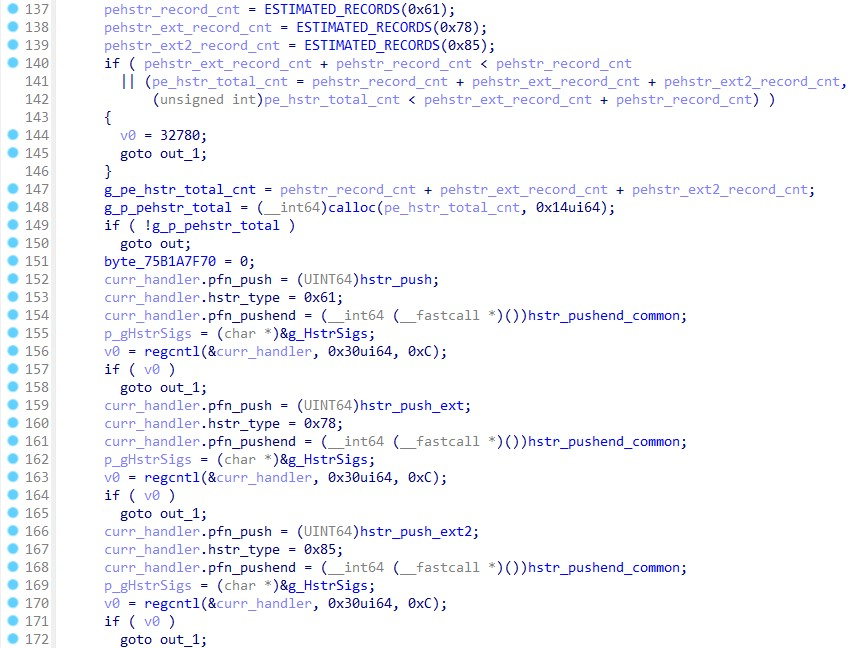 137 pehstr_record_cnt = ESTIMATED_RECORDS(0x61);
138 pehstr_ext_record_cnt = ESTIMATED_RECORDS(0x78);
139 pehstr_ext2_record_cnt = ESTIMATED_RECORDS(0x85);
140 if ( pehstr_ext_record_cnt + pehstr_record_cnt < pehstr_record_cnt
141 || (pe_hstr_total_cnt = pehstr_record_cnt + pehstr_ext_record_cnt + pehstr_ext2_record_cnt,
142 (unsigned int)pe_hstr_total_cnt < pehstr_ext_record_cnt + pehstr_record_cnt) )
143 {
144 v0 = 32780;
145 goto out_1;
146 }
147 g_pe_hstr_total_cnt = pehstr_record_cnt + pehstr_ext_record_cnt + pehstr_ext2_record_cnt;
148 g_p_pehstr_total = (__int64)calloc(pe_hstr_total_cnt, 0x14ui64);
149 if ( !g_p_pehstr_total )
150 goto out;
151 byte_75B1A7F70 = 0;
152 curr_handler.pfn_push = (UINT64)hstr_push;
153 curr_handler.hstr_type = 0x61;
154 curr_handler.pfn_pushend = (__int64 (__fastcall *)())hstr_pushend_common;
155 p_gHstrSigs = (char *)&g_HstrSigs;
156 v0 = regcntl(&curr_handler, 0x30ui64, 0xC);
157 if ( v0 )
158 goto out_1;
159 curr_handler.pfn_push = (UINT64)hstr_push_ext;
160 curr_handler.hstr_type = 0x78;
161 curr_handler.pfn_pushend = (__int64 (__fastcall *)())hstr_pushend_common;
162 p_gHstrSigs = (char *)&g_HstrSigs;
163 v0 = regcntl(&curr_handler, 0x30ui64, 0xC);
164 if ( v0 )
165 goto out_1;
166 curr_handler.pfn_push = (UINT64)hstr_push_ext2;
167 curr_handler.hstr_type = 0x85;
168 curr_handler.pfn_pushend = (__int64 (__fastcall *)())hstr_pushend_common;
169 p_gHstrSigs = (char *)&g_HstrSigs;
170 v0 = regcntl(&curr_handler, 0x30ui64, 0xC);
171 if ( v0 )
172 goto out_1;